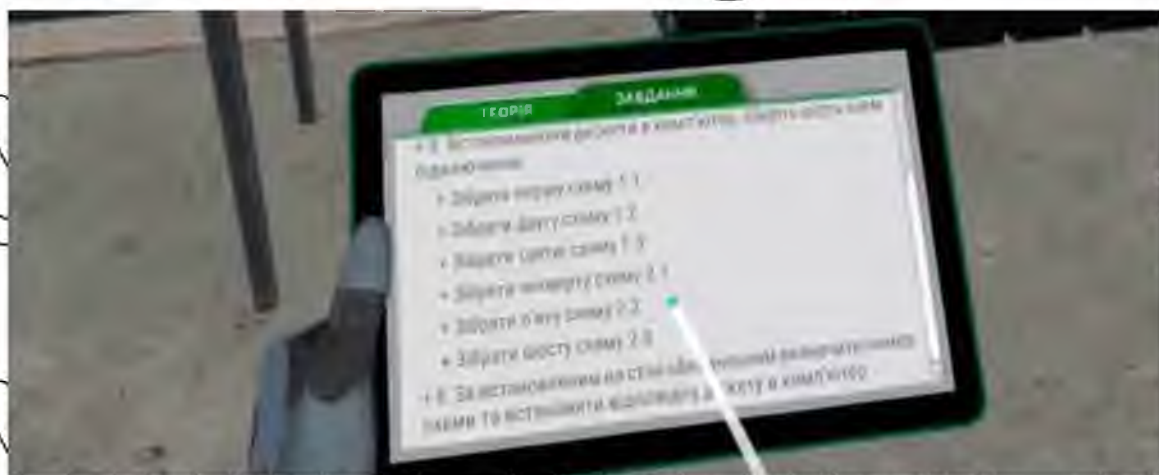 ТЕОРІЯ
ЗАВДАННЯ
підключення:
+ Зібрати першу схему 1.1
+ Зібрати другу схему 1.2
+ Зібрати третю схему 1.3
+ Зібрати четверту схему 2.1
+ Зібрати п'яту схему 2.2
+ Зібрати шосту схему 2.3
схеми та встановити відповідну дискету в комп'ютер